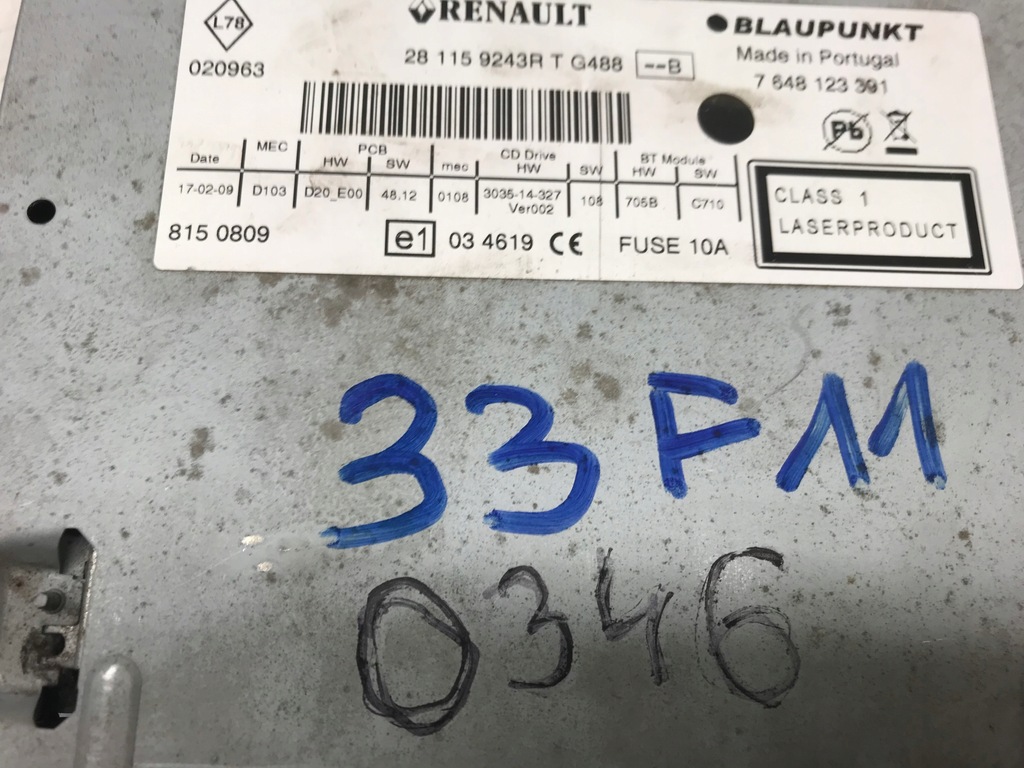 L78
RENAULT
BLAUPUNKT
020963
28 115 9243R T G488
--B
Made in Portugal
7 648 123 391
Pb
Date
MEC
PCB
HW
SW
mec
CD Drive
HW
SW
BT Module
HW
SW
17-02-09
D103
D20_E00
48.12
0108
3035-14-327
Ver002
108
705B
C710
CLASS 1
LASERPRODUCT
815 0809
e1
03 4619
CE
FUSE 10A
33FM
0346